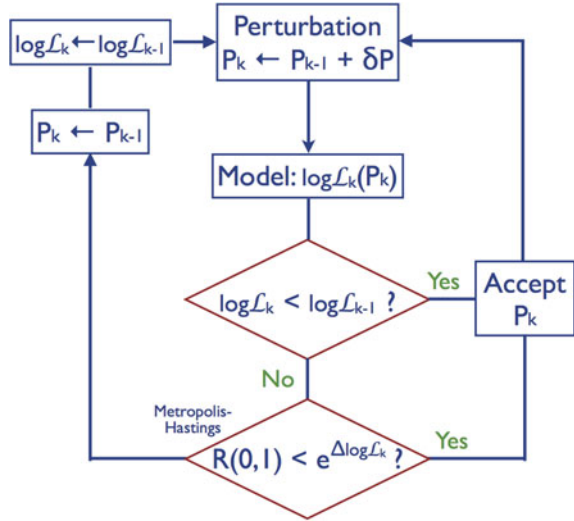 Perturbation
logℒₖ ← logℒₖ₋₁
Pₖ ← Pₖ₋₁ + δP
Pₖ ← Pₖ₋₁
Model: logℒₖ(Pₖ)
Yes
logℒₖ < logℒₖ₋₁ ?
Accept
Pₖ
No
Metropolis-
Hastings
Yes
R(0,1) < e^Δlogℒₖ ?